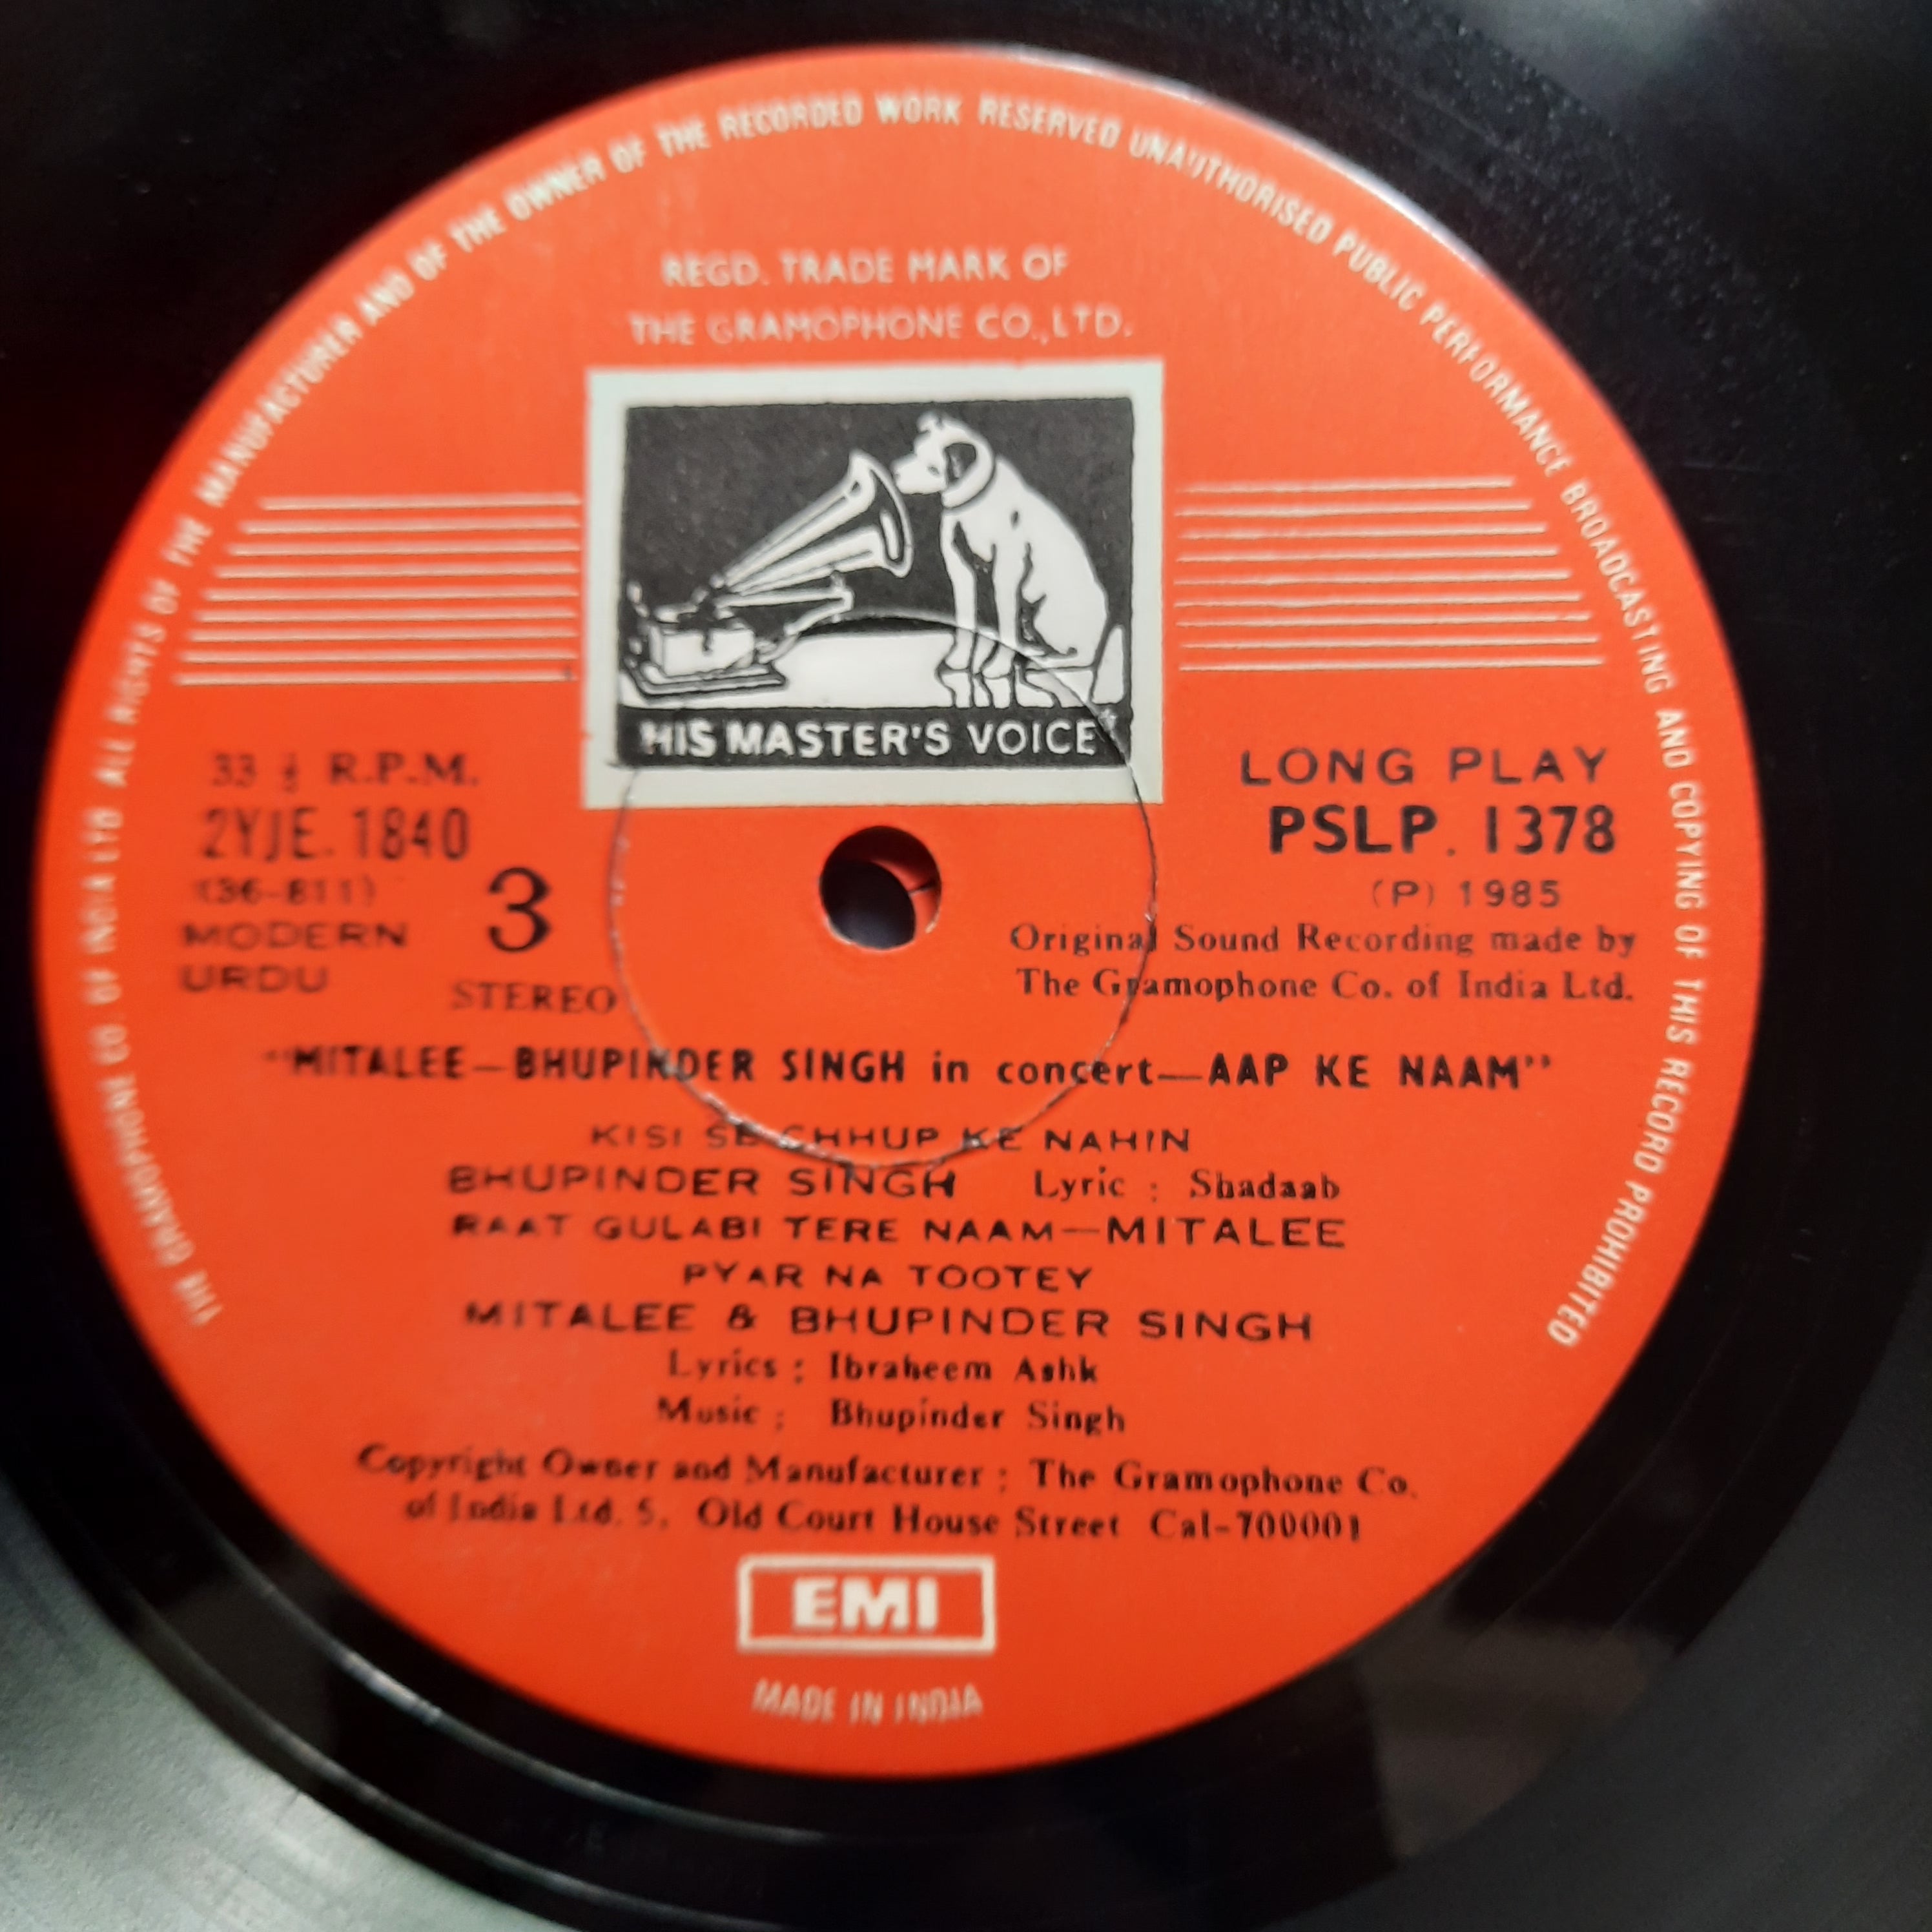 THE GRAMOPHONE CO. OF INDIA LTD ALL RIGHTS OF THE MANUFACTURER AND OF THE OWNER OF THE RECORDED WORK RESERVED UNAUTHORISED PUBLIC PERFORMANCE BROADCASTING AND COPYING OF THIS RECORD PROHIBITED
REGD. TRADE MARK OF
THE GRAMOPHONE CO.,LTD.
HIS MASTER'S VOICE
33 ⅓ R.P.M.
2YJE. 1840
(36-811)
MODERN
URDU
3
STEREO
LONG PLAY
PSLP. 1378
(P) 1985
Original Sound Recording made by
The Gramophone Co. of India Ltd.
"MITALEE—BHUPINDER SINGH in concert—AAP KE NAAM"
KISI SE CHHUP KE NAHIN
BHUPINDER SINGH Lyric : Shadaab
RAAT GULABI TERE NAAM—MITALEE
PYAR NA TOOTEY
MITALEE & BHUPINDER SINGH
Lyrics : Ibraheem Ashk
Music : Bhupinder Singh
Copyright Owner and Manufacturer : The Gramophone Co.
of India Ltd. 5, Old Court House Street Cal-700001
EMI
MADE IN INDIA